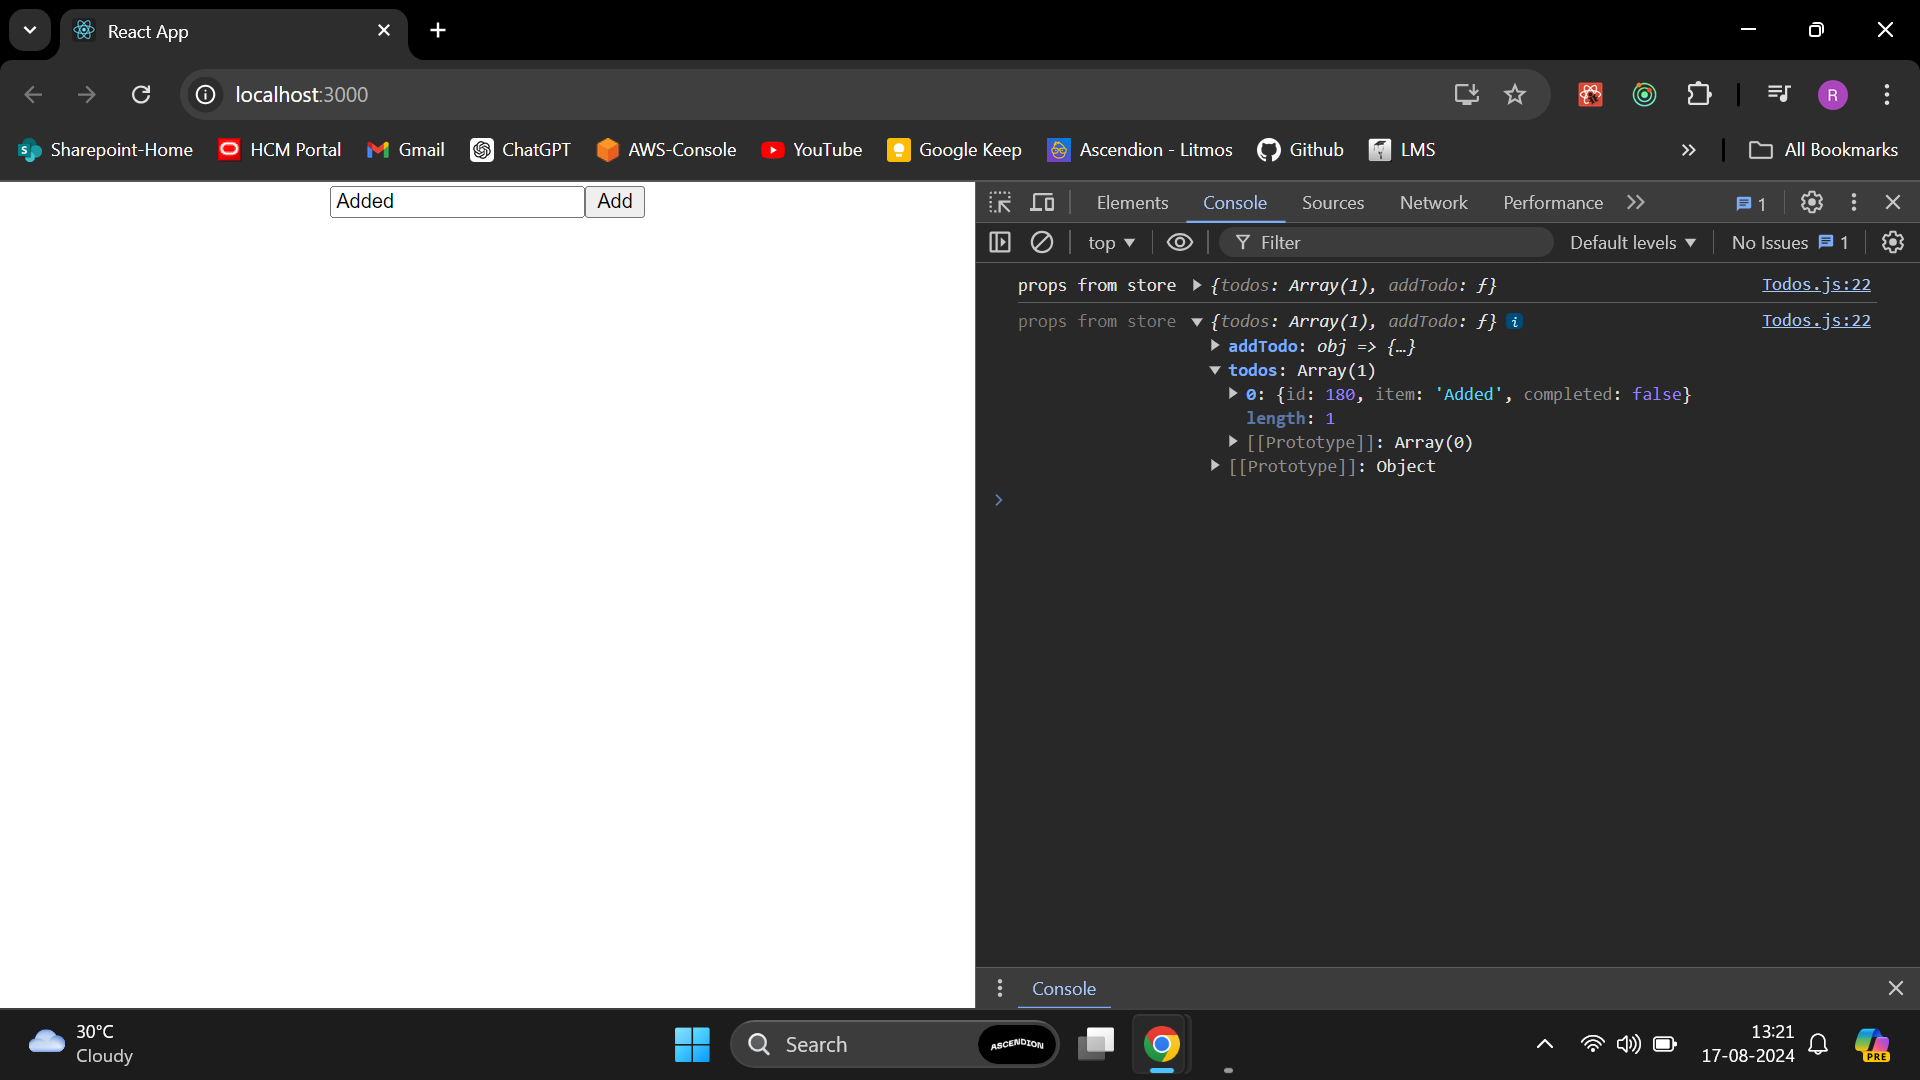 React App
localhost:3000
R
Sharepoint-Home HCM Portal Gmail ChatGPT AWS-Console YouTube Google Keep Ascendion - Litmos Github LMS All Bookmarks
Added Add
Elements Console Sources Network Performance 1
top Filter Default levels No Issues 1
props from store {todos: Array(1), addTodo: ƒ} Todos.js:22
props from store {todos: Array(1), addTodo: ƒ} i Todos.js:22
addTodo: obj => {…}
todos: Array(1)
0: {id: 180, item: 'Added', completed: false}
length: 1
[[Prototype]]: Array(0)
[[Prototype]]: Object
Console
30°C
Cloudy
Search
ASCENDION
13:21
17-08-2024
PRE